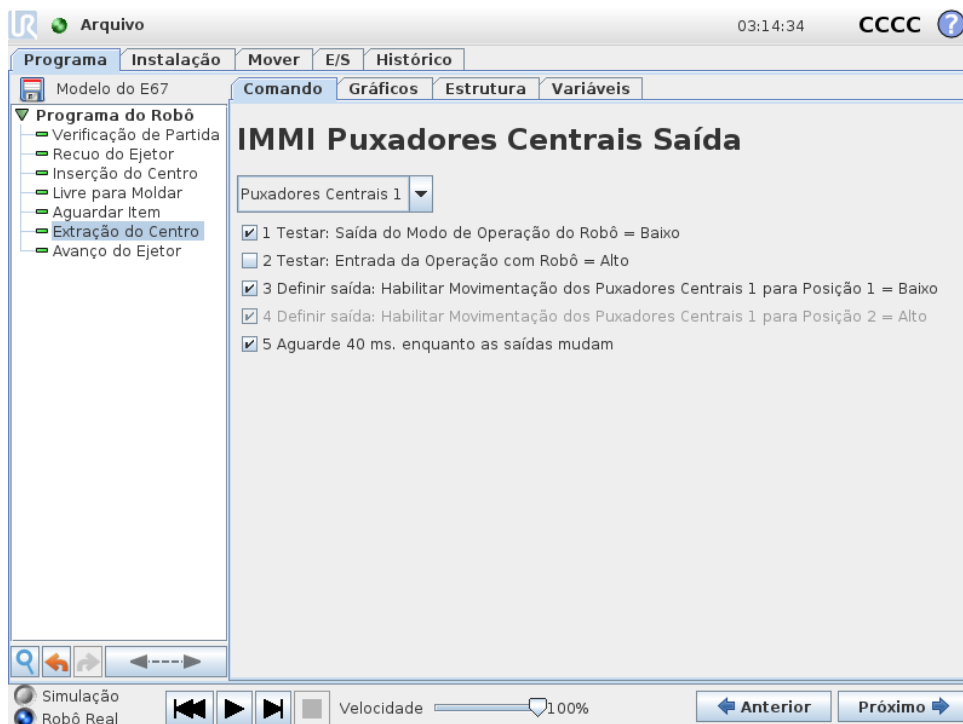 UR Arquivo 03:14:34 CCCC ?
Programa Instalação Mover E/S Histórico
Modelo do E67
Comando Gráficos Estrutura Variáveis
Programa do Robô
Verificação de Partida
Recuo do Ejetor
Inserção do Centro
Livre para Moldar
Aguardar Item
Extração do Centro
Avanço do Ejetor
IMMI Puxadores Centrais Saída
Puxadores Centrais 1
1 Testar: Saída do Modo de Operação do Robô = Baixo
2 Testar: Entrada da Operação com Robô = Alto
3 Definir saída: Habilitar Movimentação dos Puxadores Centrais 1 para Posição 1 = Baixo
4 Definir saída: Habilitar Movimentação dos Puxadores Centrais 1 para Posição 2 = Alto
5 Aguarde 40 ms. enquanto as saídas mudam
Simulação
Robô Real
Velocidade 100%
Anterior Próximo